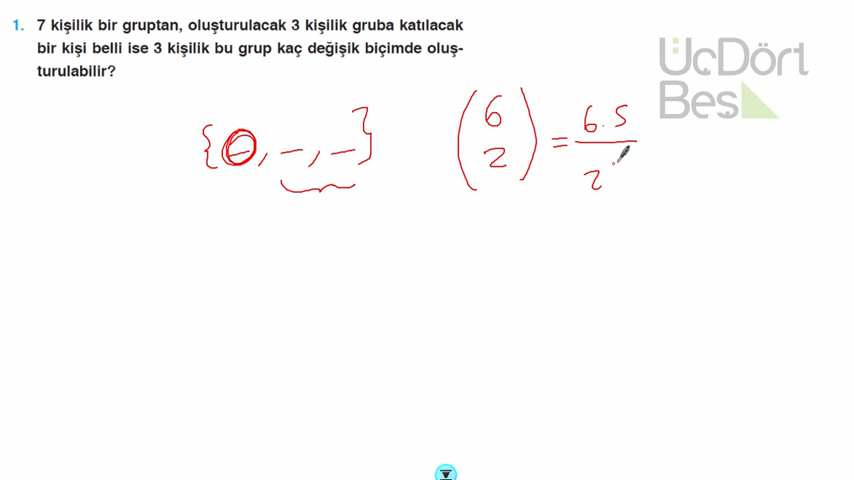 1. 7 kişilik bir gruptan, oluşturulacak 3 kişilik gruba katılacak
bir kişi belli ise 3 kişilik bu grup kaç değişik biçimde oluş-
turulabilir?
ÜçDört
Beş
{ _, _, _ }
(6 2) = 6.5 / 2